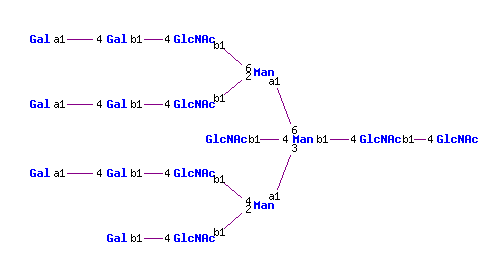 Gal a1 4 Gal b1 4 GlcNAc b1
6
2 Man a1
Gal a1 4 Gal b1 4 GlcNAc b1
6
GlcNAc b1 4 Man b1 4 GlcNAc b1 4 GlcNAc
3
Gal a1 4 Gal b1 4 GlcNAc b1
a1
4
2 Man
Gal b1 4 GlcNAc b1